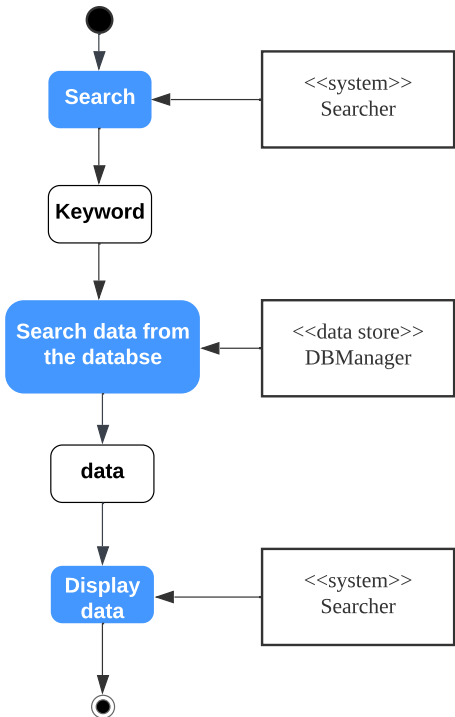 Search
<<system>>
Searcher
Keyword
Search data from
the databse
<<data store>>
DBManager
data
Display
data
<<system>>
Searcher